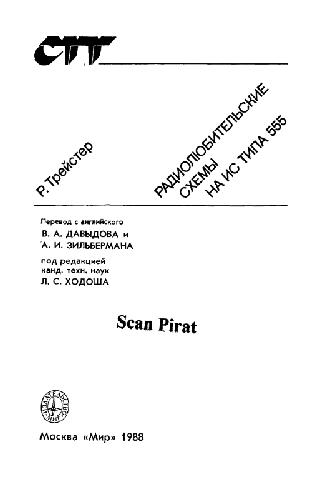 СТТ
Р. Трейстер
РАДИОЛЮБИТЕЛЬСКИЕ
СХЕМЫ
НА ИС ТИПА 555
Перевод с английского
В. А. ДАВЫДОВА и
А. И. ЗИЛЬБЕРМАНА
под редакцией
канд. техн. наук
Л. С. ХОДОША
Scan Pirat
Москва «Мир» 1988